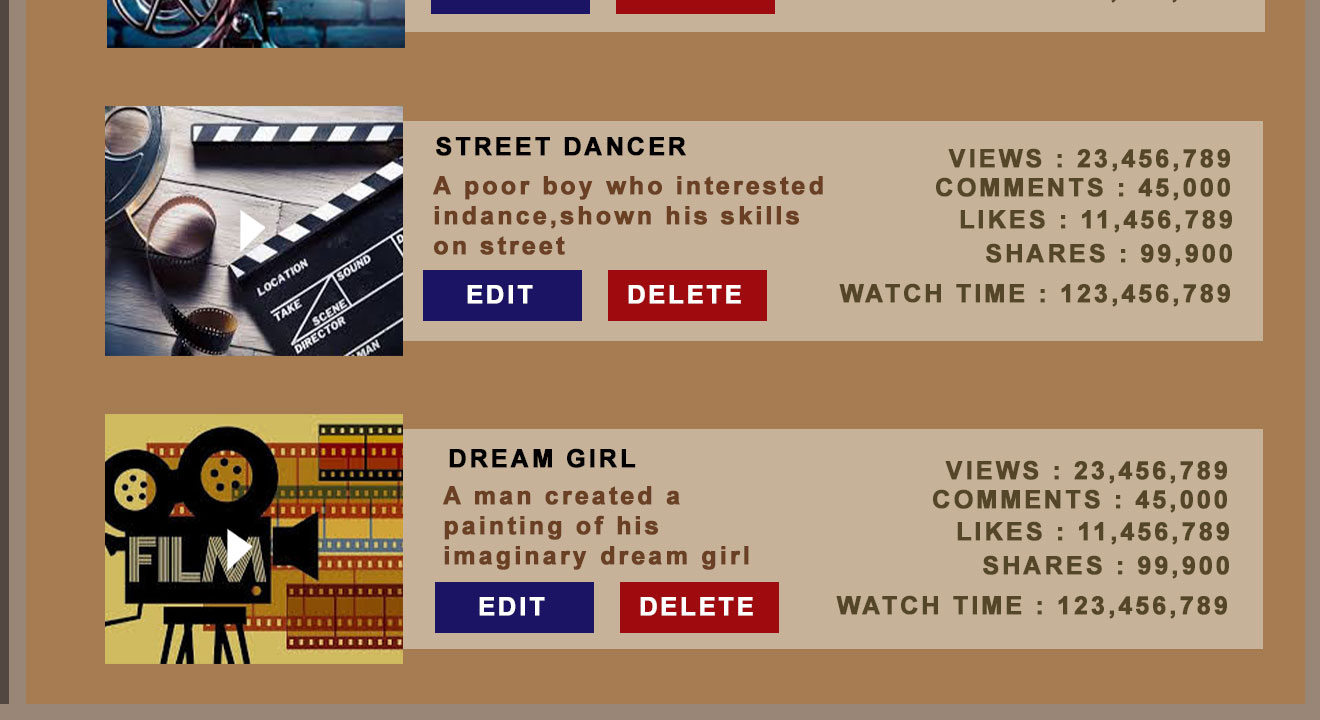 STREET DANCER
A poor boy who interested
indance,shown his skills
on street
EDIT
DELETE
VIEWS : 23,456,789
COMMENTS : 45,000
LIKES : 11,456,789
SHARES : 99,900
WATCH TIME : 123,456,789
LOCATION
SOUND
TAKE
SCENE
DIRECTOR
DREAM GIRL
A man created a
painting of his
imaginary dream girl
EDIT
DELETE
VIEWS : 23,456,789
COMMENTS : 45,000
LIKES : 11,456,789
SHARES : 99,900
WATCH TIME : 123,456,789
FILM